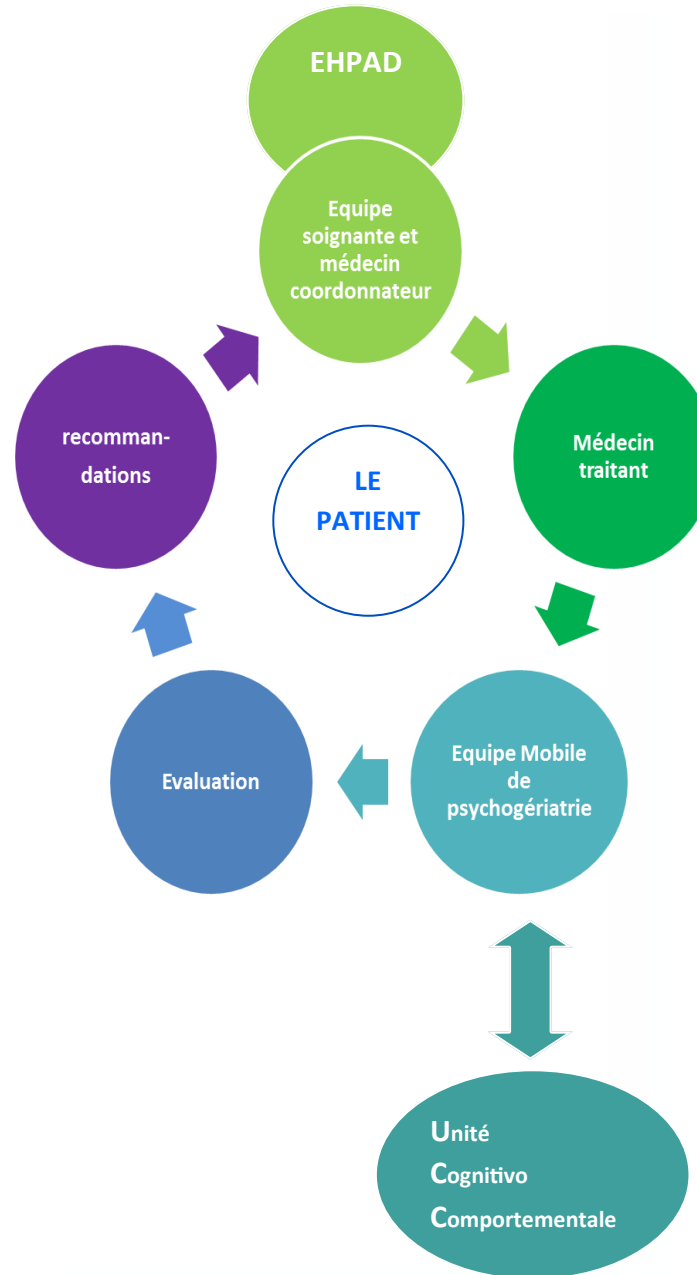 EHPAD
Equipe
soignante et
médecin
coordonnateur
recomman-
dations
LE
PATIENT
Médecin
traitant
Evaluation
Equipe Mobile
de
psychogériatrie
Unité
Cognitivo
Comportementale